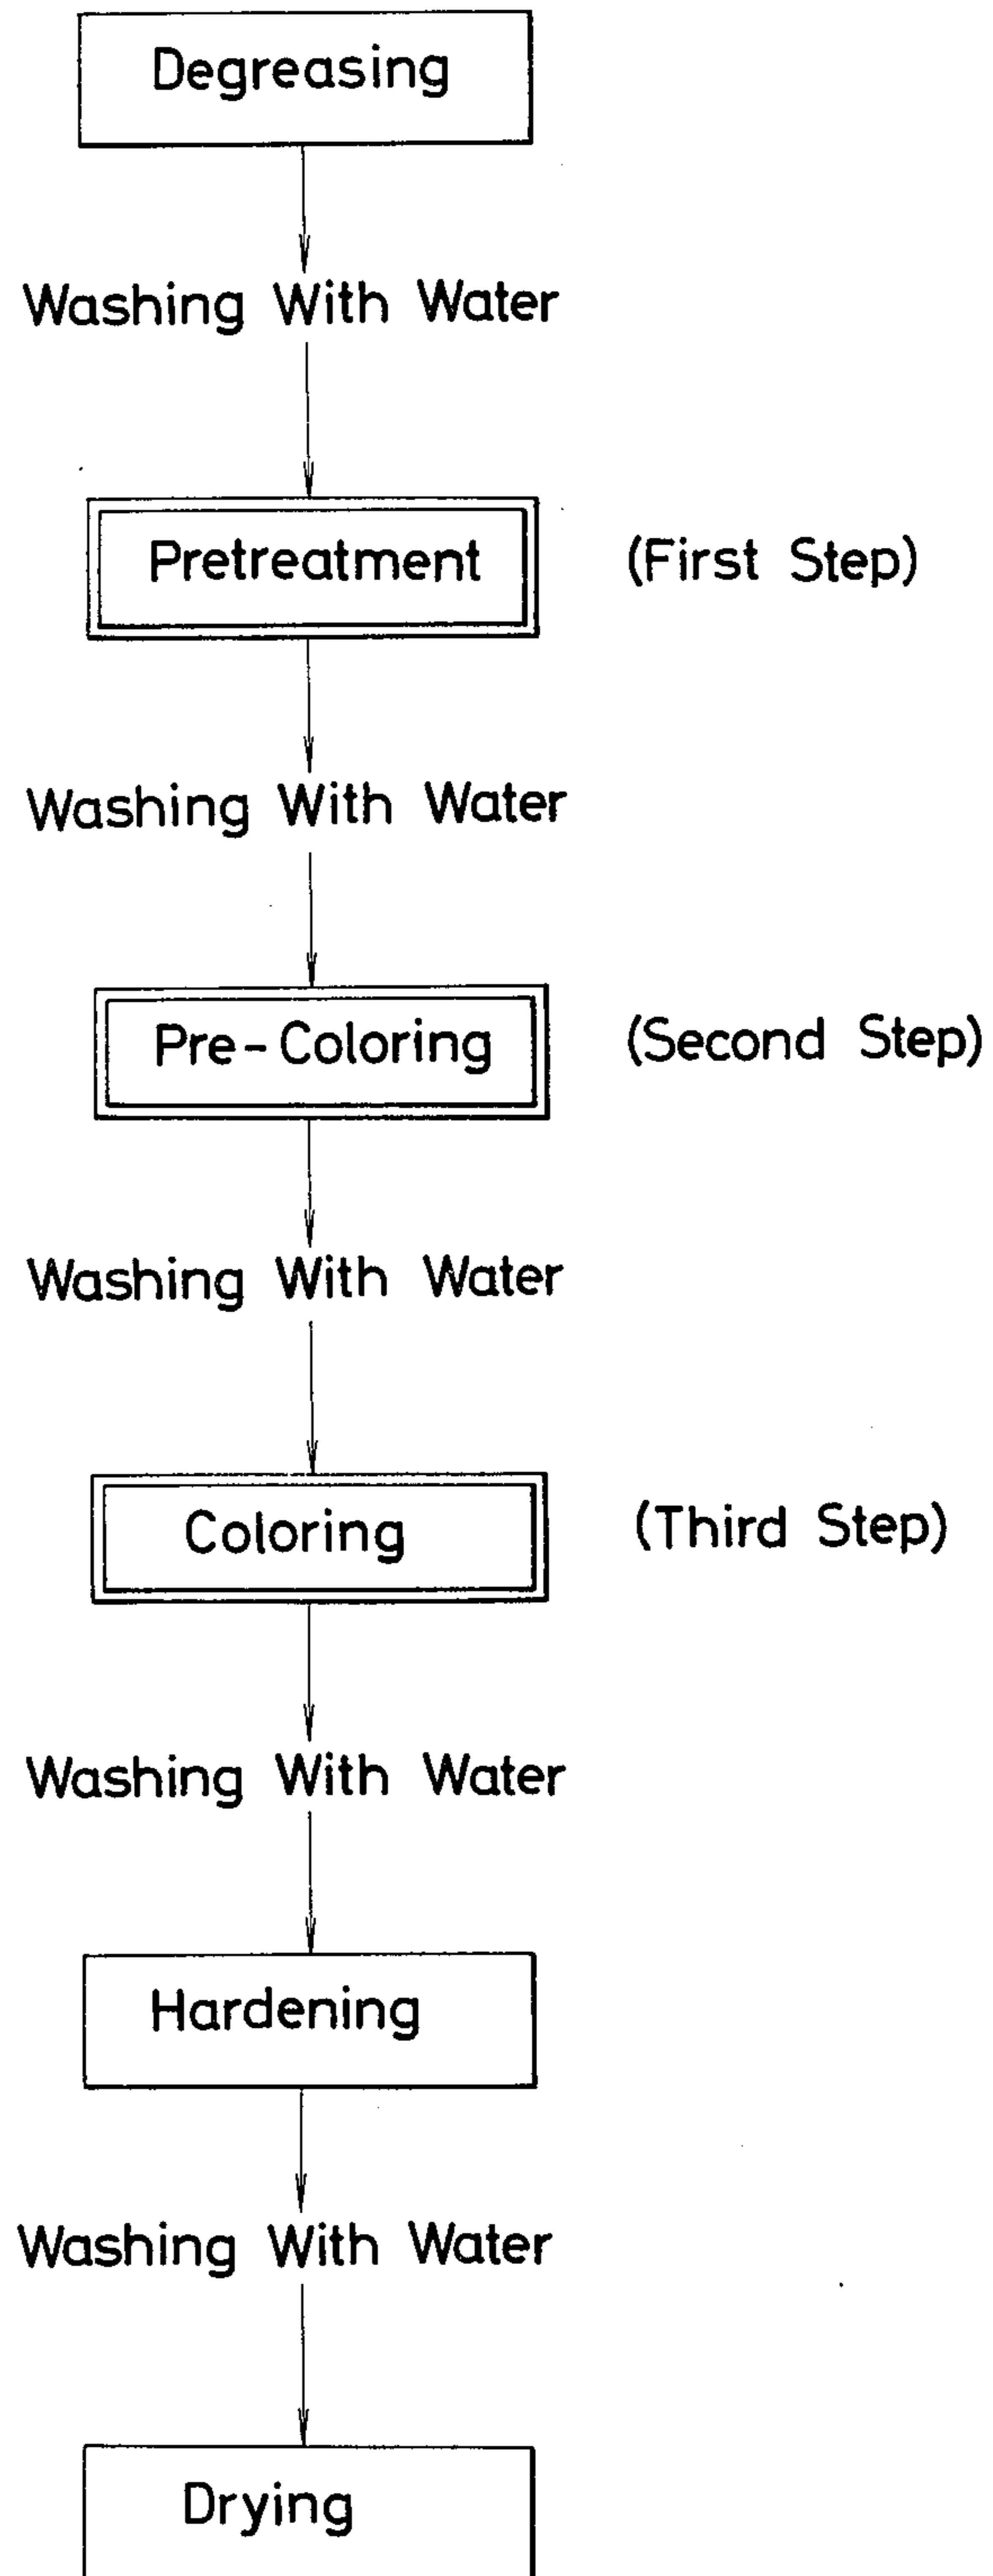 Degreasing
Washing With Water
Pretreatment (First Step)
Washing With Water
Pre-Coloring (Second Step)
Washing With Water
Coloring (Third Step)
Washing With Water
Hardening
Washing With Water
Drying